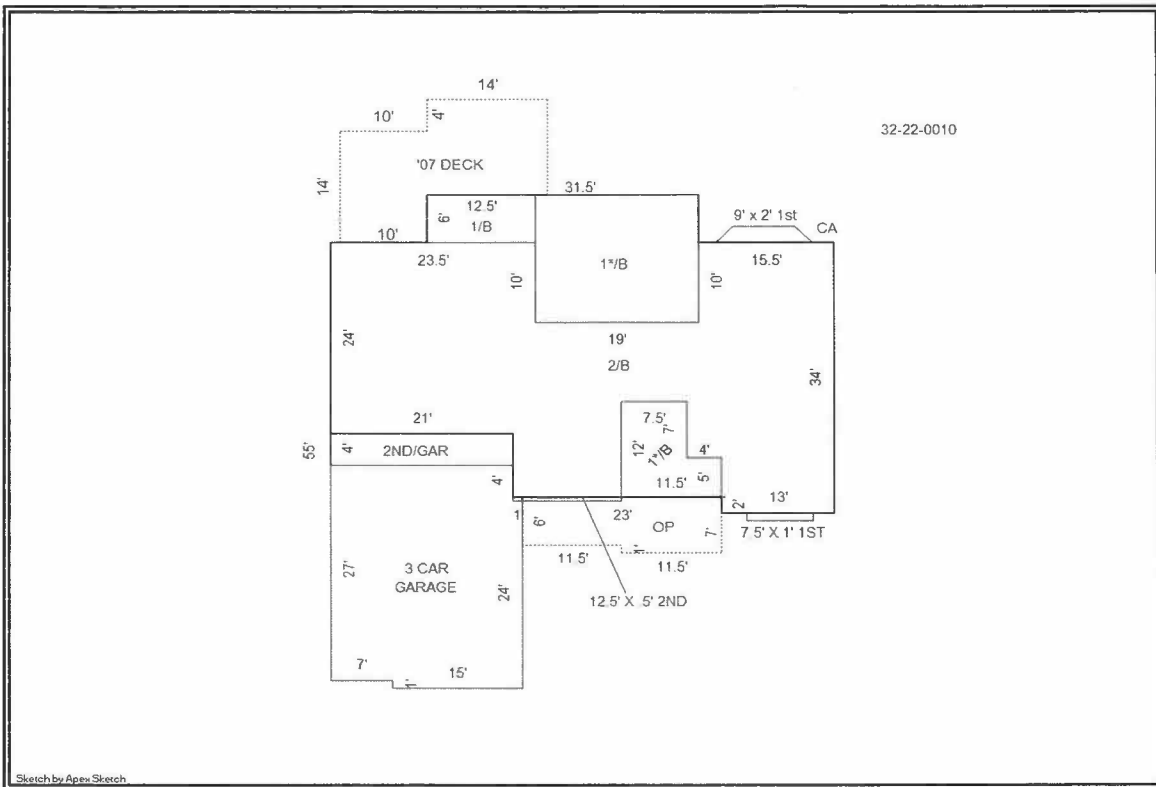 14'
10'
4'
32-22-0010
'07 DECK
14'
31.5'
9' x 2' 1st
12.5'
6'
1/B
CA
10'
23.5'
1*/B
15.5'
10'
10'
24'
19'
2/B
34'
21'
7.5'
7'
55'
4'
2ND/GAR
12'
1*/B
4'
4'
11.5'
5'
13'
2'
1'
6'
23'
OP
7'
7.5' X 1' 1ST
11.5'
1'
11.5'
27'
3 CAR
GARAGE
24'
12.5' X .5' 2ND
7'
15'
1'
Sketch by Apex Sketch